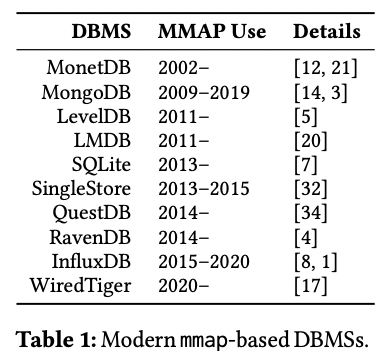 DBMS MMAP Use Details
MonetDB 2002– [12, 21]
MongoDB 2009–2019 [14, 3]
LevelDB 2011– [5]
LMDB 2011– [20]
SQLite 2013– [7]
SingleStore 2013–2015 [32]
QuestDB 2014– [34]
RavenDB 2014– [4]
InfluxDB 2015–2020 [8, 1]
WiredTiger 2020– [17]
Table 1: Modern mmap-based DBMSs.